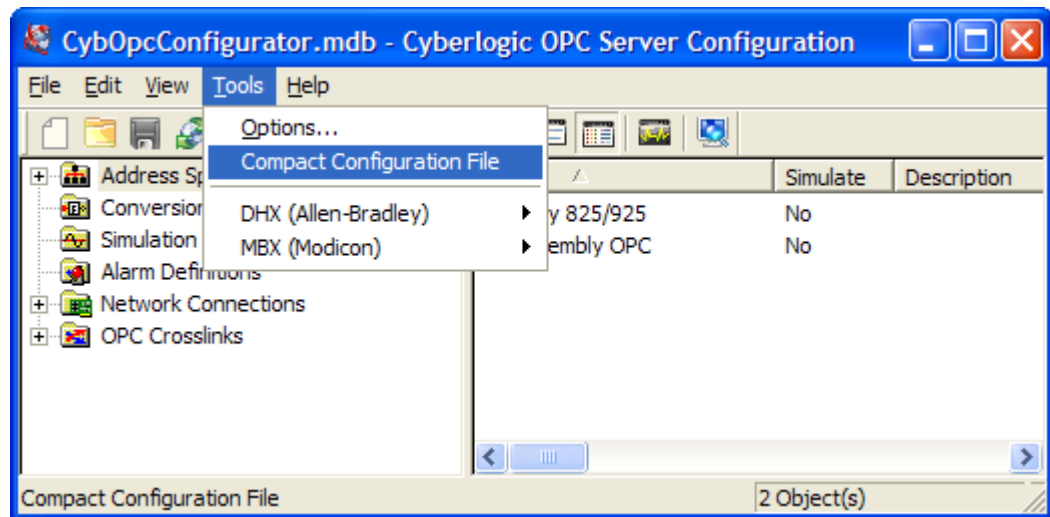 CybOpcConfigurator.mdb - Cyberlogic OPC Server Configuration
File Edit View Tools Help
Options...
Compact Configuration File
DHX (Allen-Bradley)
MBX (Modicon)
Simulate Description
Address
Conversion
Simulation
Alarm Definitions
Network Connections
OPC Crosslinks
y 825/925 No
embly OPC No
Compact Configuration File 2 Object(s)